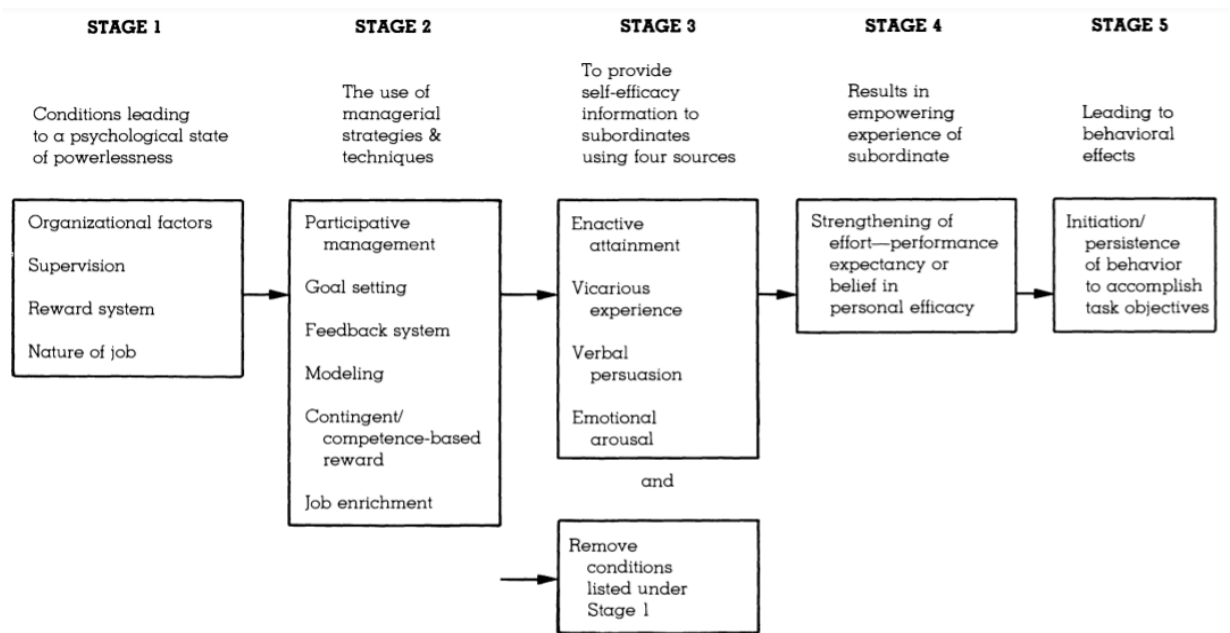 STAGE 1
Conditions leading
to a psychological state
of powerlessness
Organizational factors
Supervision
Reward system
Nature of job
STAGE 2
The use of
managerial
strategies &
techniques
Participative
management
Goal setting
Feedback system
Modeling
Contingent/
competence-based
reward
Job enrichment
STAGE 3
To provide
self-efficacy
information to
subordinates
using four sources
Enactive
attainment
Vicarious
experience
Verbal
persuasion
Emotional
arousal
and
Remove
conditions
listed under
Stage 1
STAGE 4
Results in
empowering
experience of
subordinate
Strengthening of
effort—performance
expectancy or
belief in
personal efficacy
STAGE 5
Leading to
behavioral
effects
Initiation/
persistence
of behavior
to accomplish
task objectives